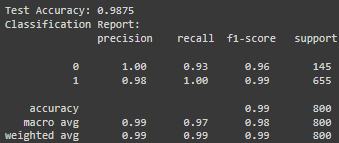 Test Accuracy: 0.9875
Classification Report:
              precision    recall  f1-score   support

           0       1.00      0.93      0.96       145
           1       0.98      1.00      0.99       655

    accuracy                           0.99       800
   macro avg       0.99      0.97      0.98       800
weighted avg       0.99      0.99      0.99       800